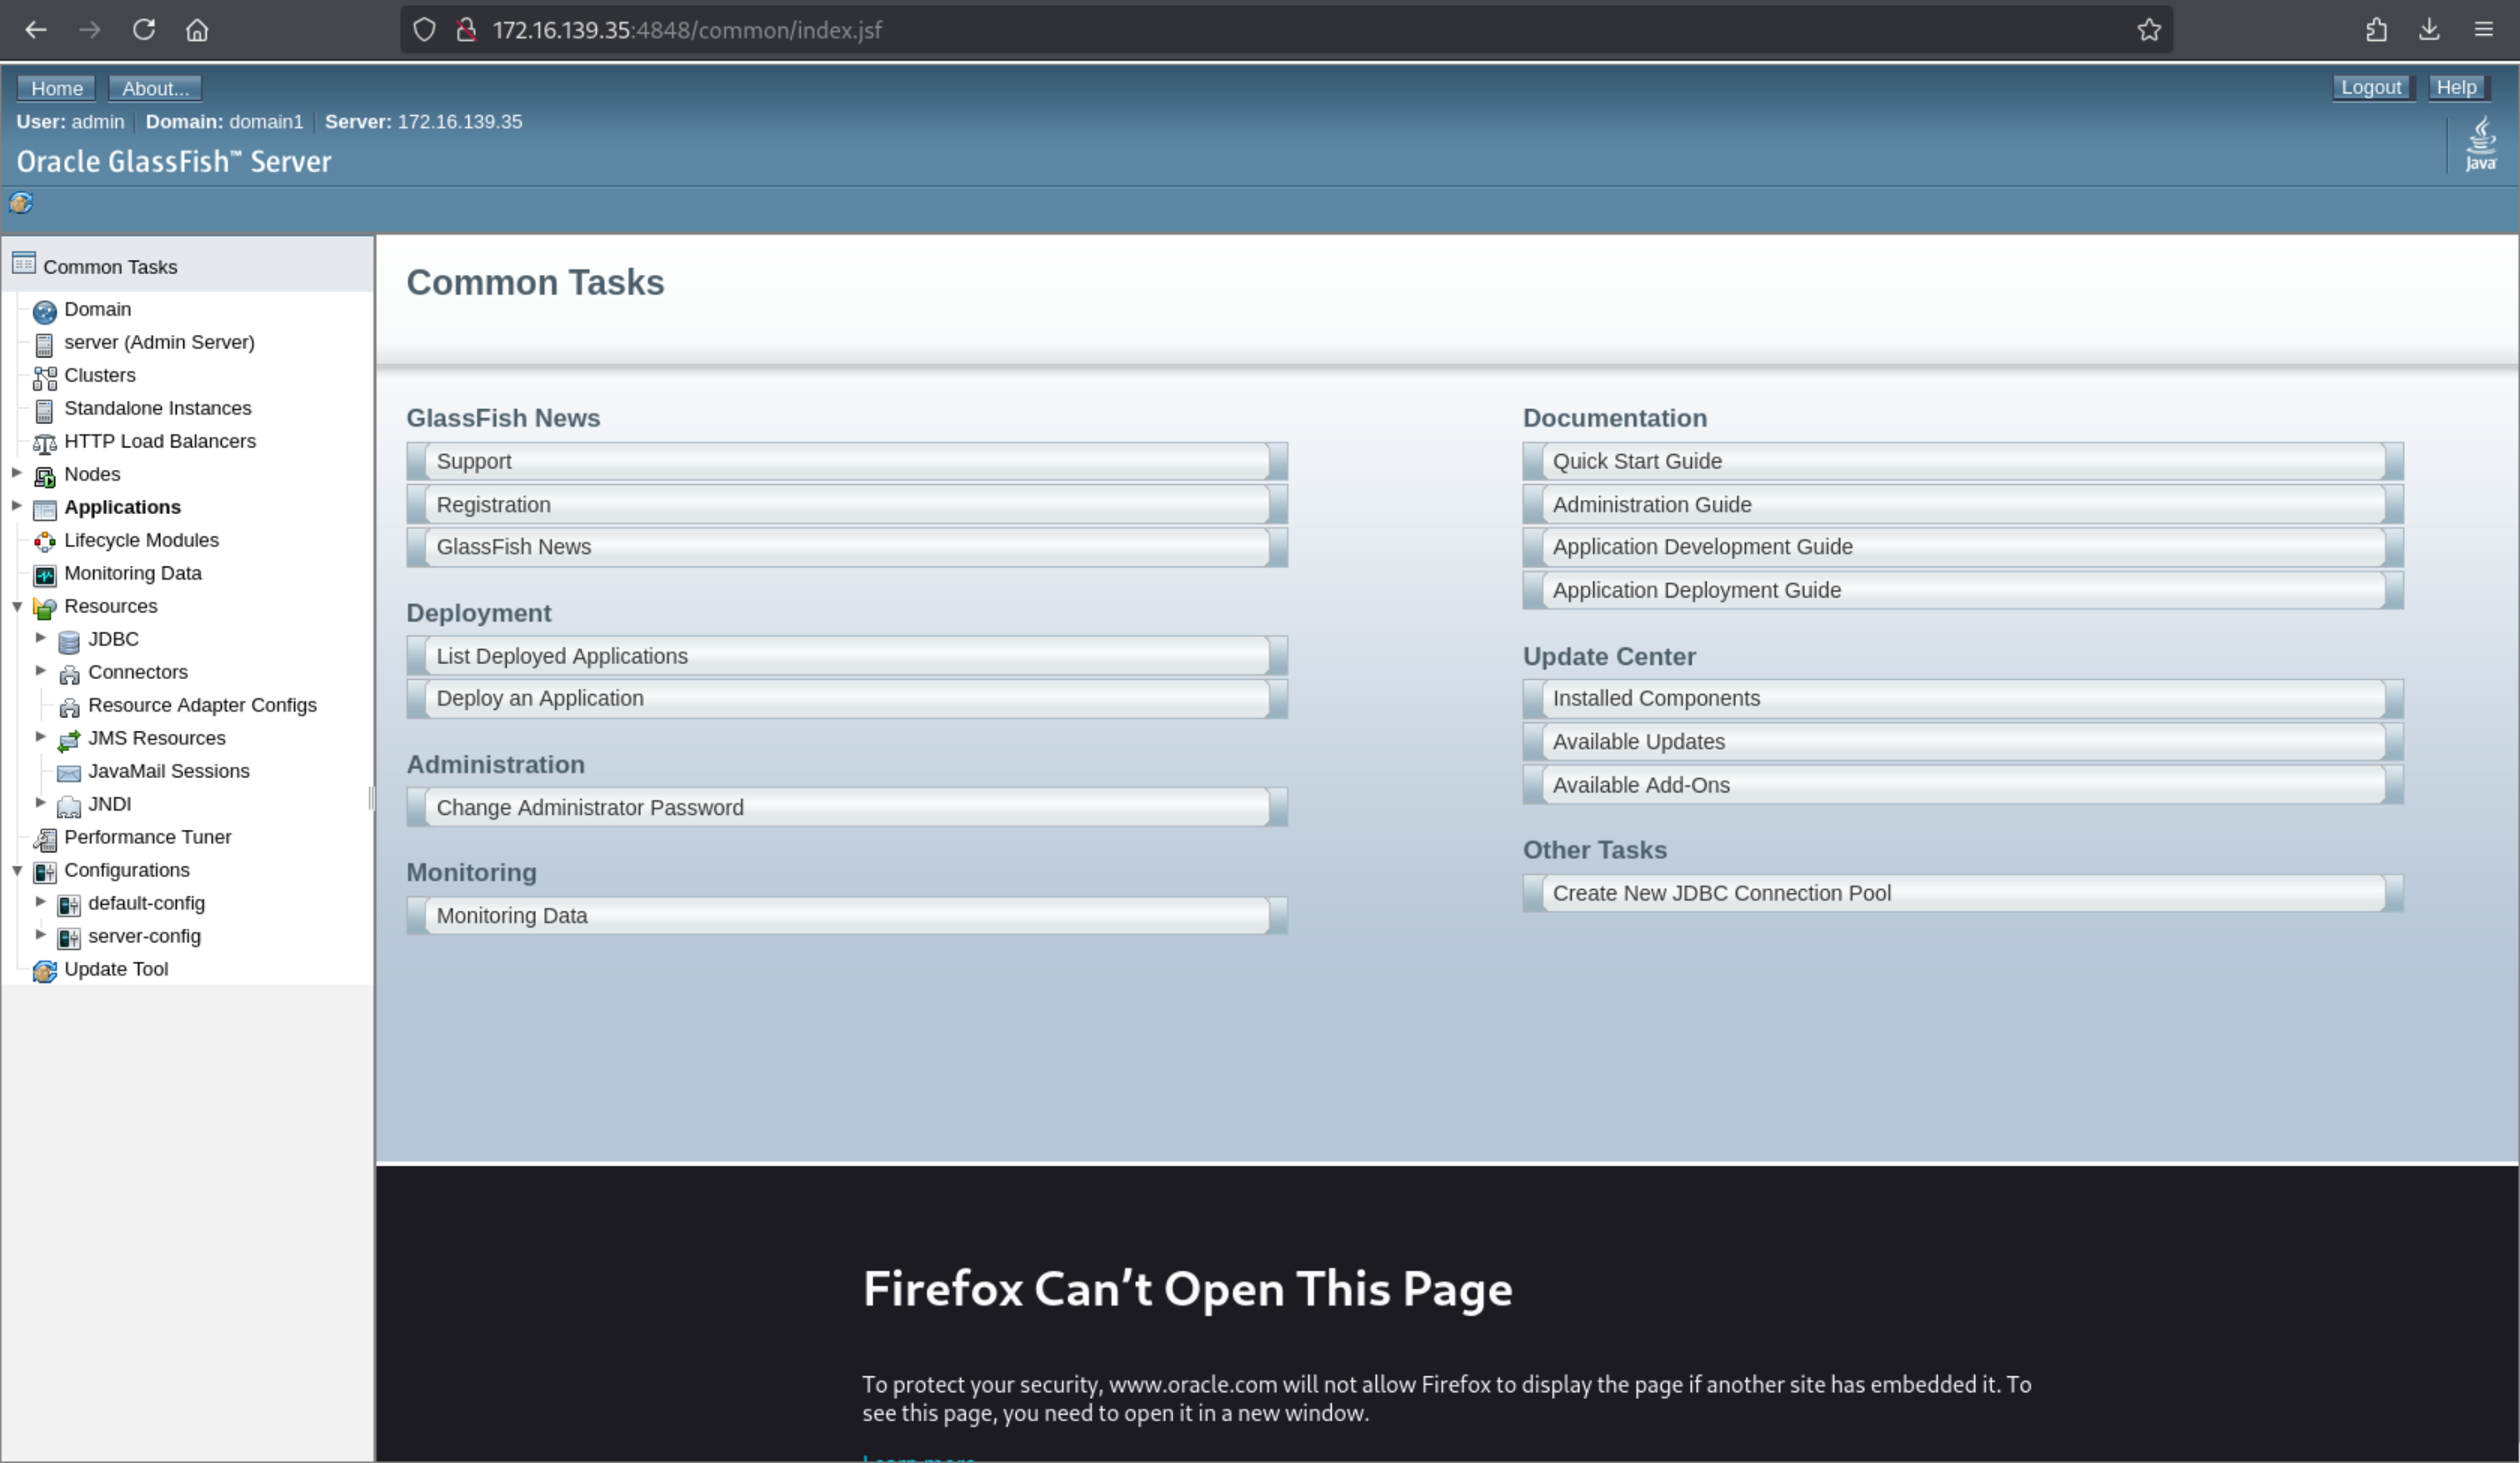 172.16.139.35:4848/common/index.jsf
Home About... Logout Help
User: admin Domain: domain1 Server: 172.16.139.35
Oracle GlassFish™ Server
Java
Common Tasks
Domain
server (Admin Server)
Clusters
Standalone Instances
HTTP Load Balancers
Nodes
Applications
Lifecycle Modules
Monitoring Data
Resources
JDBC
Connectors
Resource Adapter Configs
JMS Resources
JavaMail Sessions
JNDI
Performance Tuner
Configurations
default-config
server-config
Update Tool
Common Tasks
GlassFish News
Support
Registration
GlassFish News
Deployment
List Deployed Applications
Deploy an Application
Administration
Change Administrator Password
Monitoring
Monitoring Data
Documentation
Quick Start Guide
Administration Guide
Application Development Guide
Application Deployment Guide
Update Center
Installed Components
Available Updates
Available Add-Ons
Other Tasks
Create New JDBC Connection Pool
Firefox Can’t Open This Page
To protect your security, www.oracle.com will not allow Firefox to display the page if another site has embedded it. To
see this page, you need to open it in a new window.